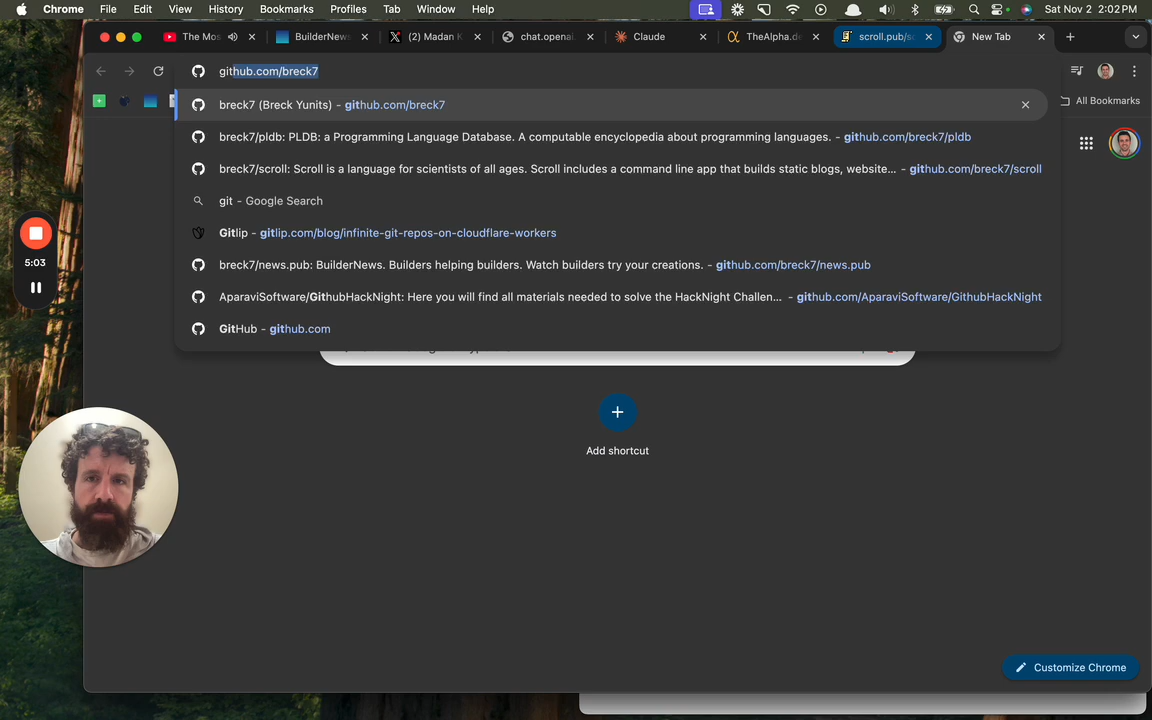 Chrome File Edit View History Bookmarks Profiles Tab Window Help Sat Nov 2 2:02 PM
The Mos BuilderNews (2) Madan K chat.openai. Claude TheAlpha.de scroll.pub/sc New Tab
github.com/breck7
breck7 (Breck Yunits) - github.com/breck7
All Bookmarks
breck7/pldb: PLDB: a Programming Language Database. A computable encyclopedia about programming languages. - github.com/breck7/pldb
breck7/scroll: Scroll is a language for scientists of all ages. Scroll includes a command line app that builds static blogs, website... - github.com/breck7/scroll
git - Google Search
Gitlip - gitlip.com/blog/infinite-git-repos-on-cloudflare-workers
5:03
breck7/news.pub: BuilderNews. Builders helping builders. Watch builders try your creations. - github.com/breck7/news.pub
AparaviSoftware/GithubHackNight: Here you will find all materials needed to solve the HackNight Challen... - github.com/AparaviSoftware/GithubHackNight
GitHub - github.com
Add shortcut
Customize Chrome